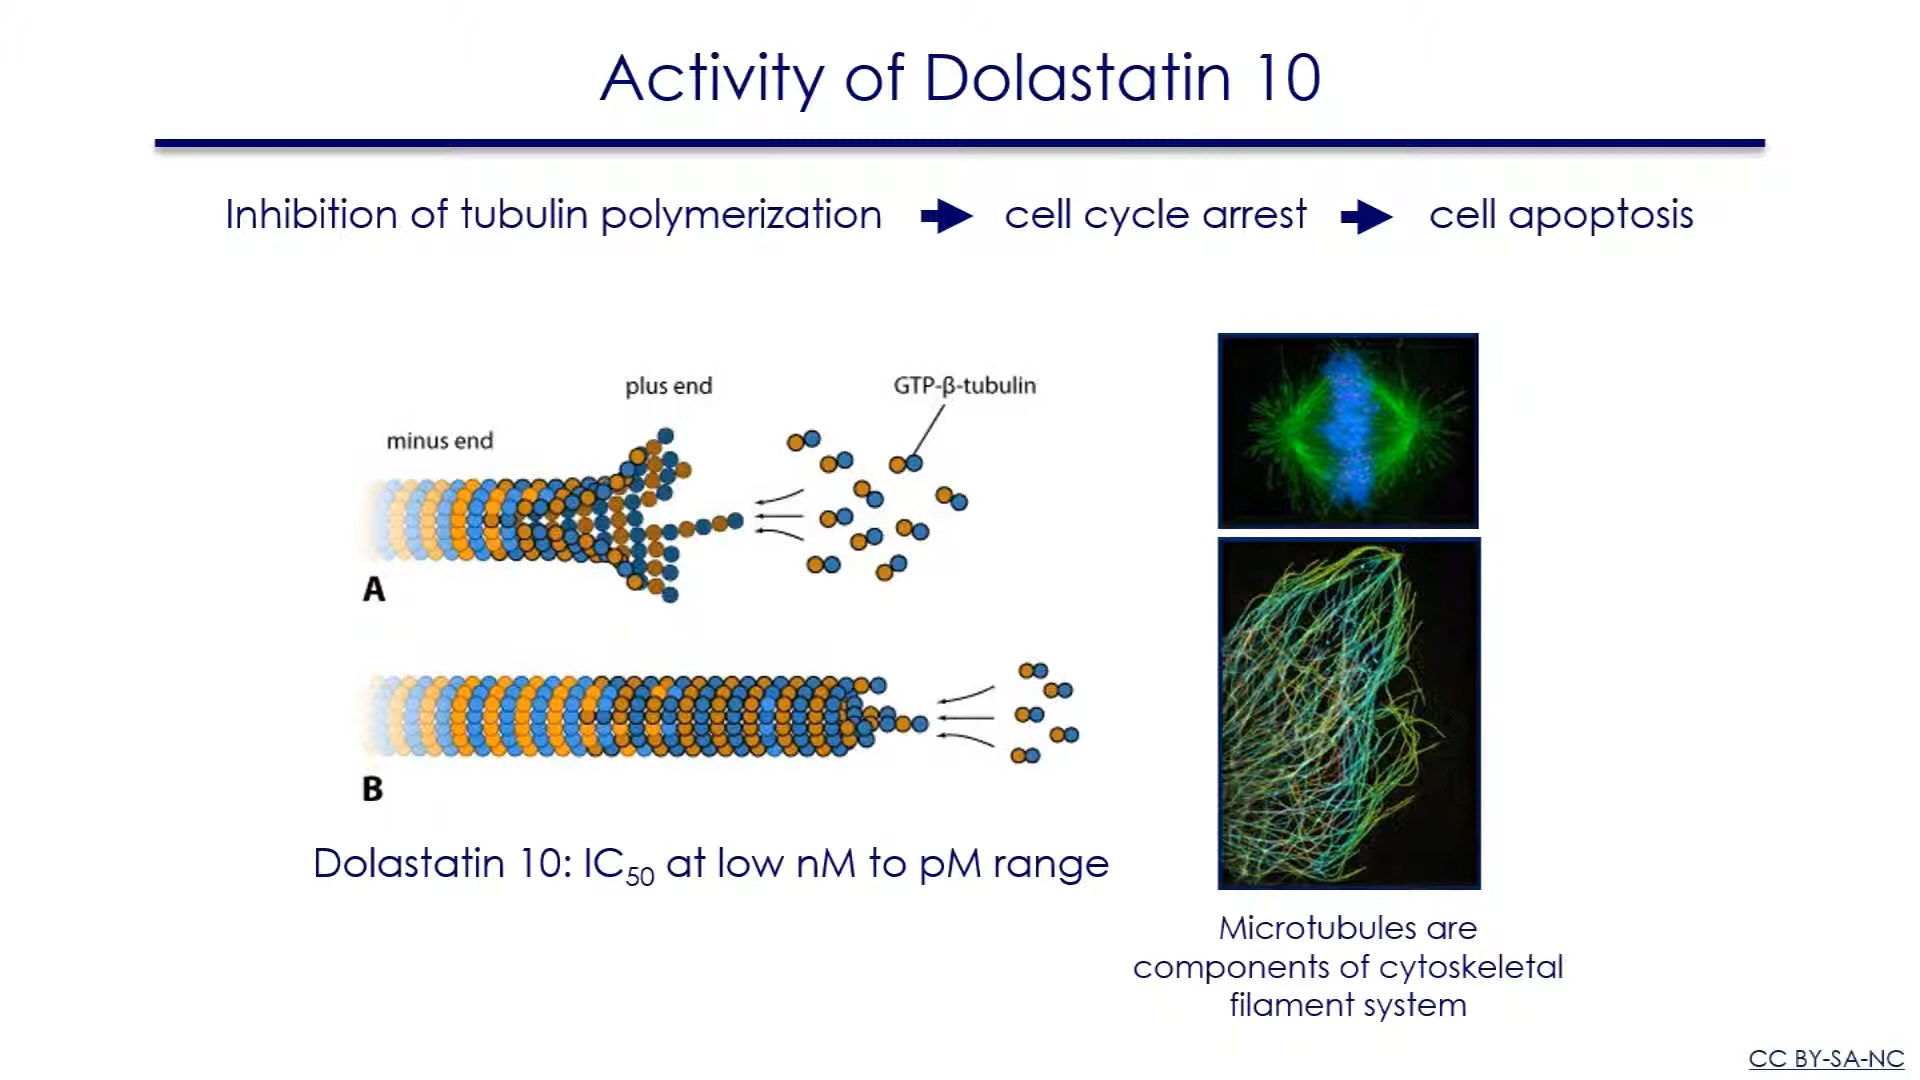 Activity of Dolastatin 10
Inhibition of tubulin polymerization
cell cycle arrest
cell apoptosis
plus end
GTP-β-tubulin
minus end
A
B
Dolastatin 10: IC50 at low nM to pM range
Microtubules are
components of cytoskeletal
filament system
CC BY-SA-NC